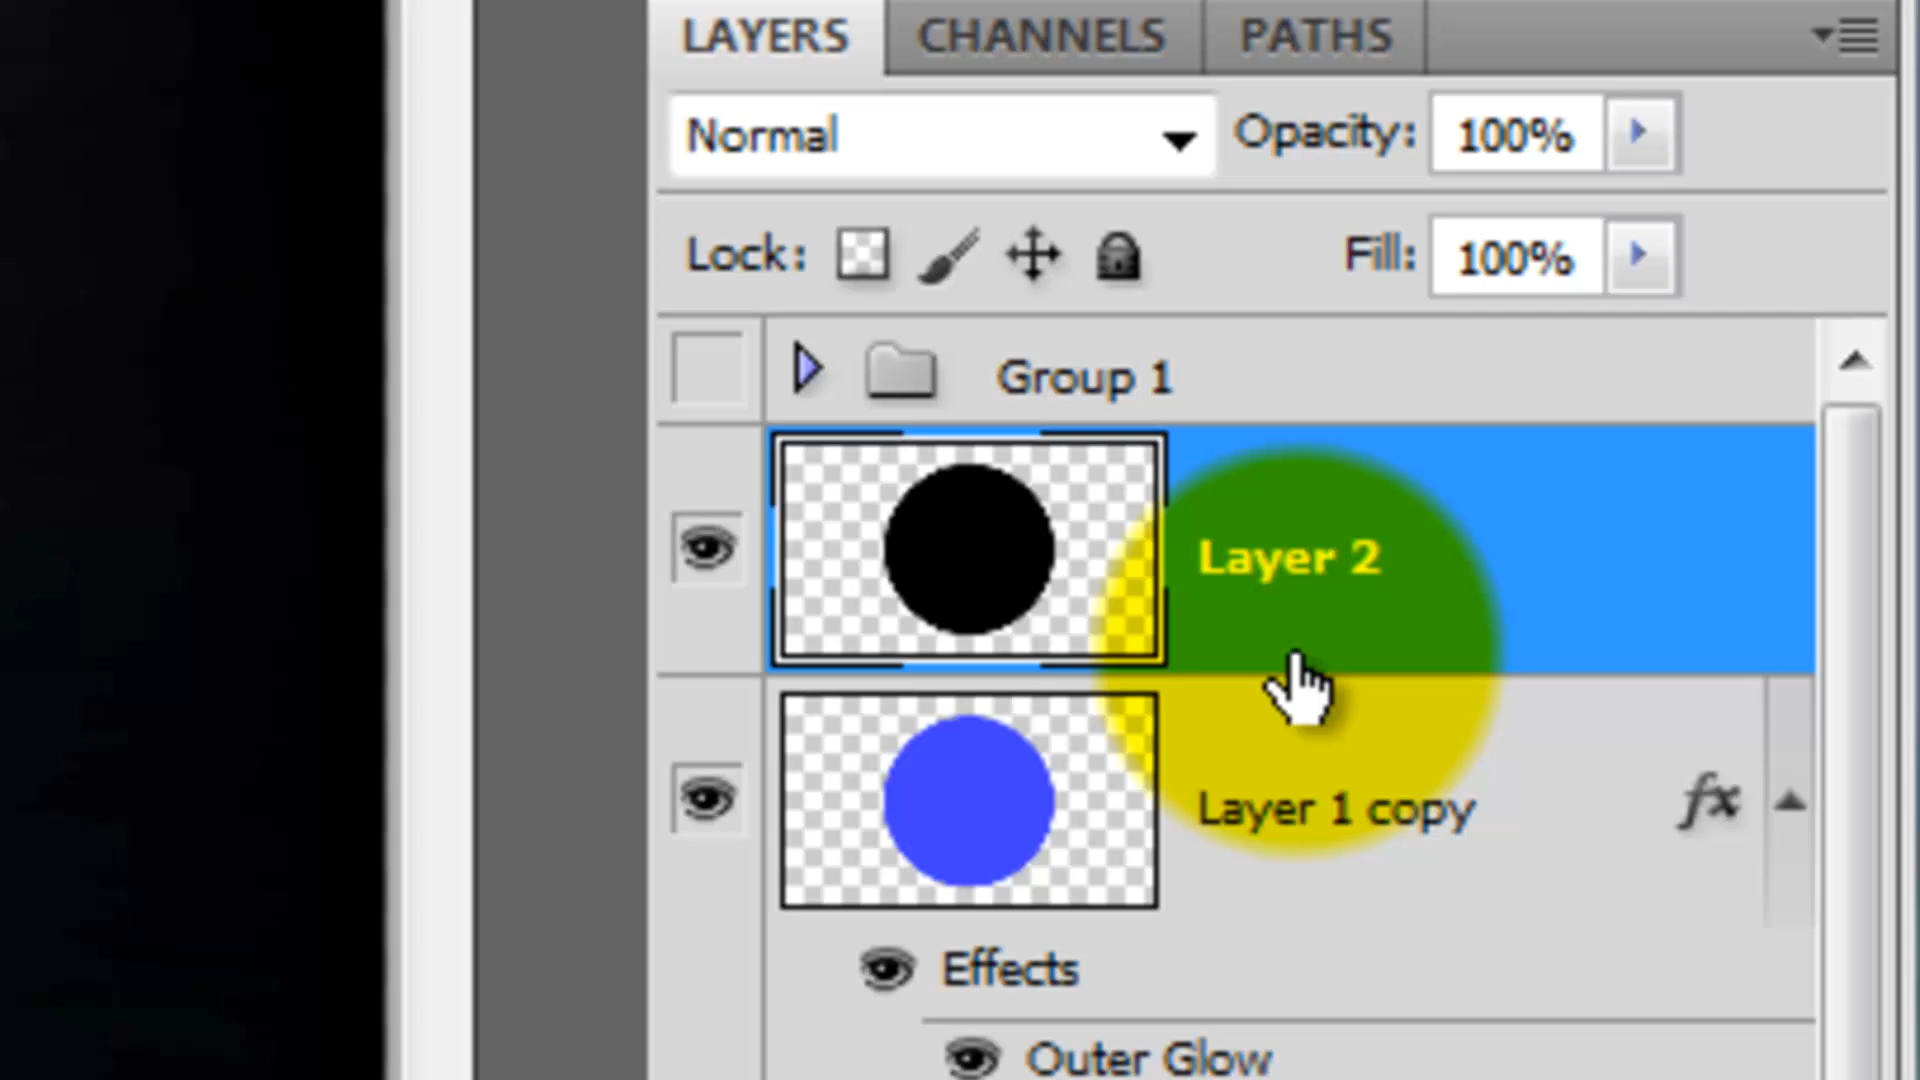 LAYERS CHANNELS PATHS
Normal Opacity: 100%
Lock: Fill: 100%
Group 1
Layer 2
Layer 1 copy fx
Effects
Outer Glow